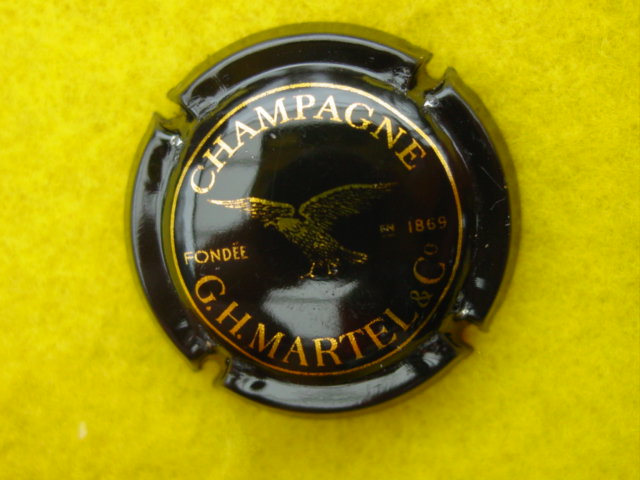 CHAMPAGNE
FONDÉE EN 1869
G.H.MARTEL & Cº